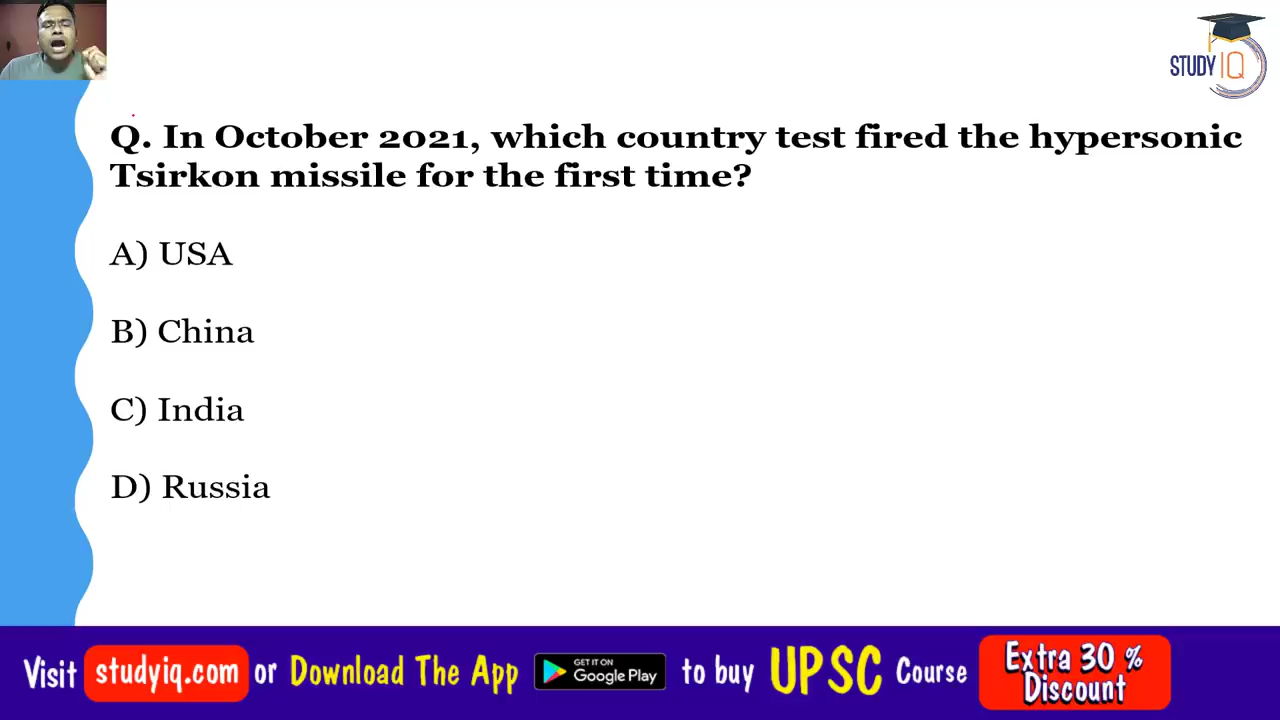 STUDY IQ
Q. In October 2021, which country test fired the hypersonic
Tsirkon missile for the first time?
A) USA
B) China
C) India
D) Russia
Visit studyiq.com or Download The App GET IT ON Google Play to buy UPSC Course Extra 30 % Discount